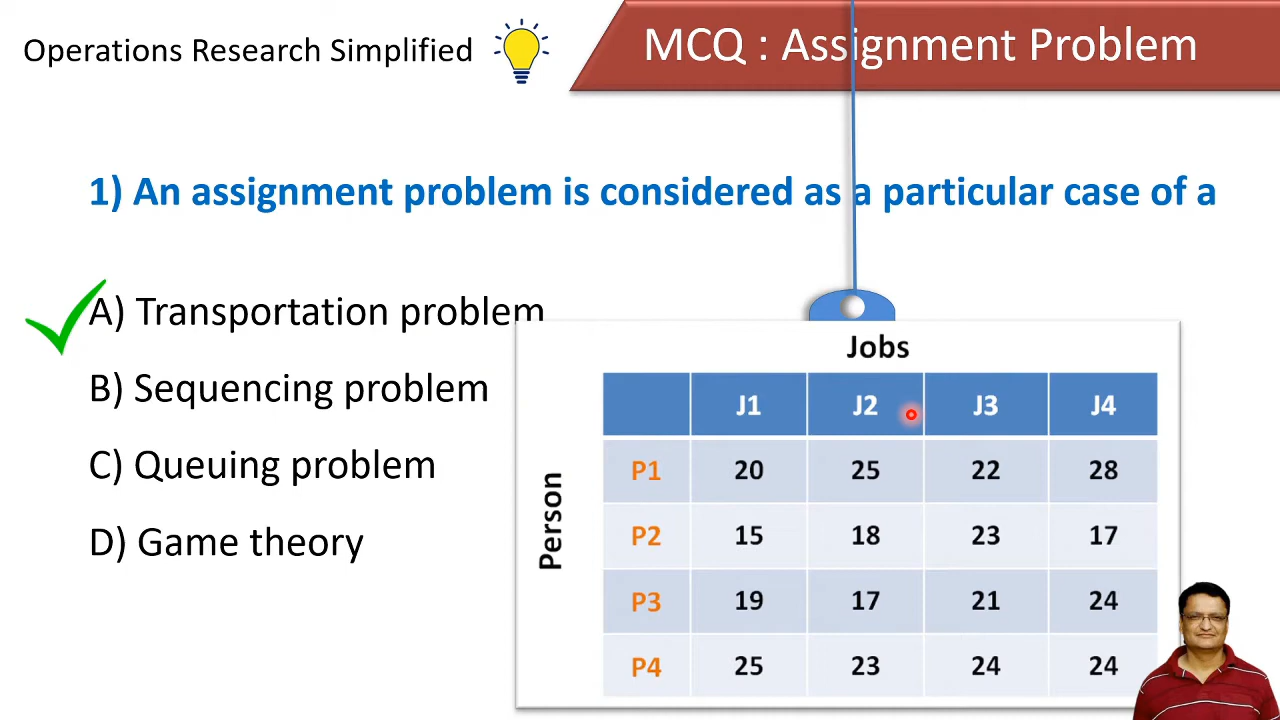 Operations Research Simplified
MCQ : Assignment Problem
1) An assignment problem is considered as a particular case of a
A) Transportation problem
B) Sequencing problem
C) Queuing problem
D) Game theory
Jobs
Person
J1 J2 J3 J4
P1 20 25 22 28
P2 15 18 23 17
P3 19 17 21 24
P4 25 23 24 24